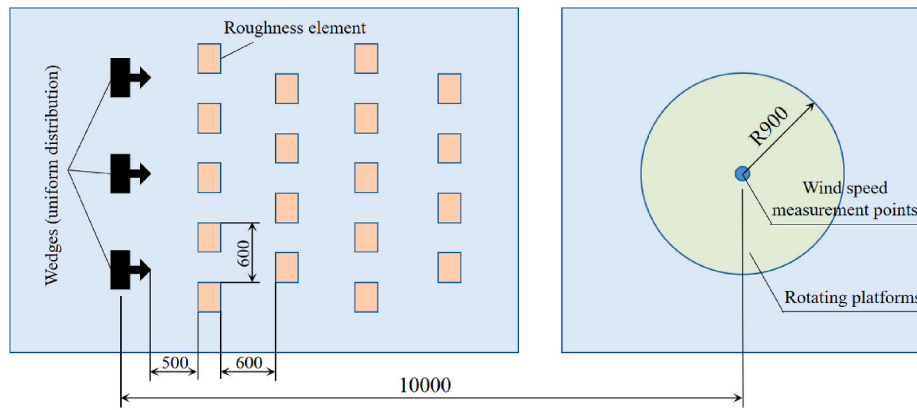 Roughness element
Wedges (uniform distribution)
600
500
600
R900
Wind speed
measurement points
Rotating platforms
10000